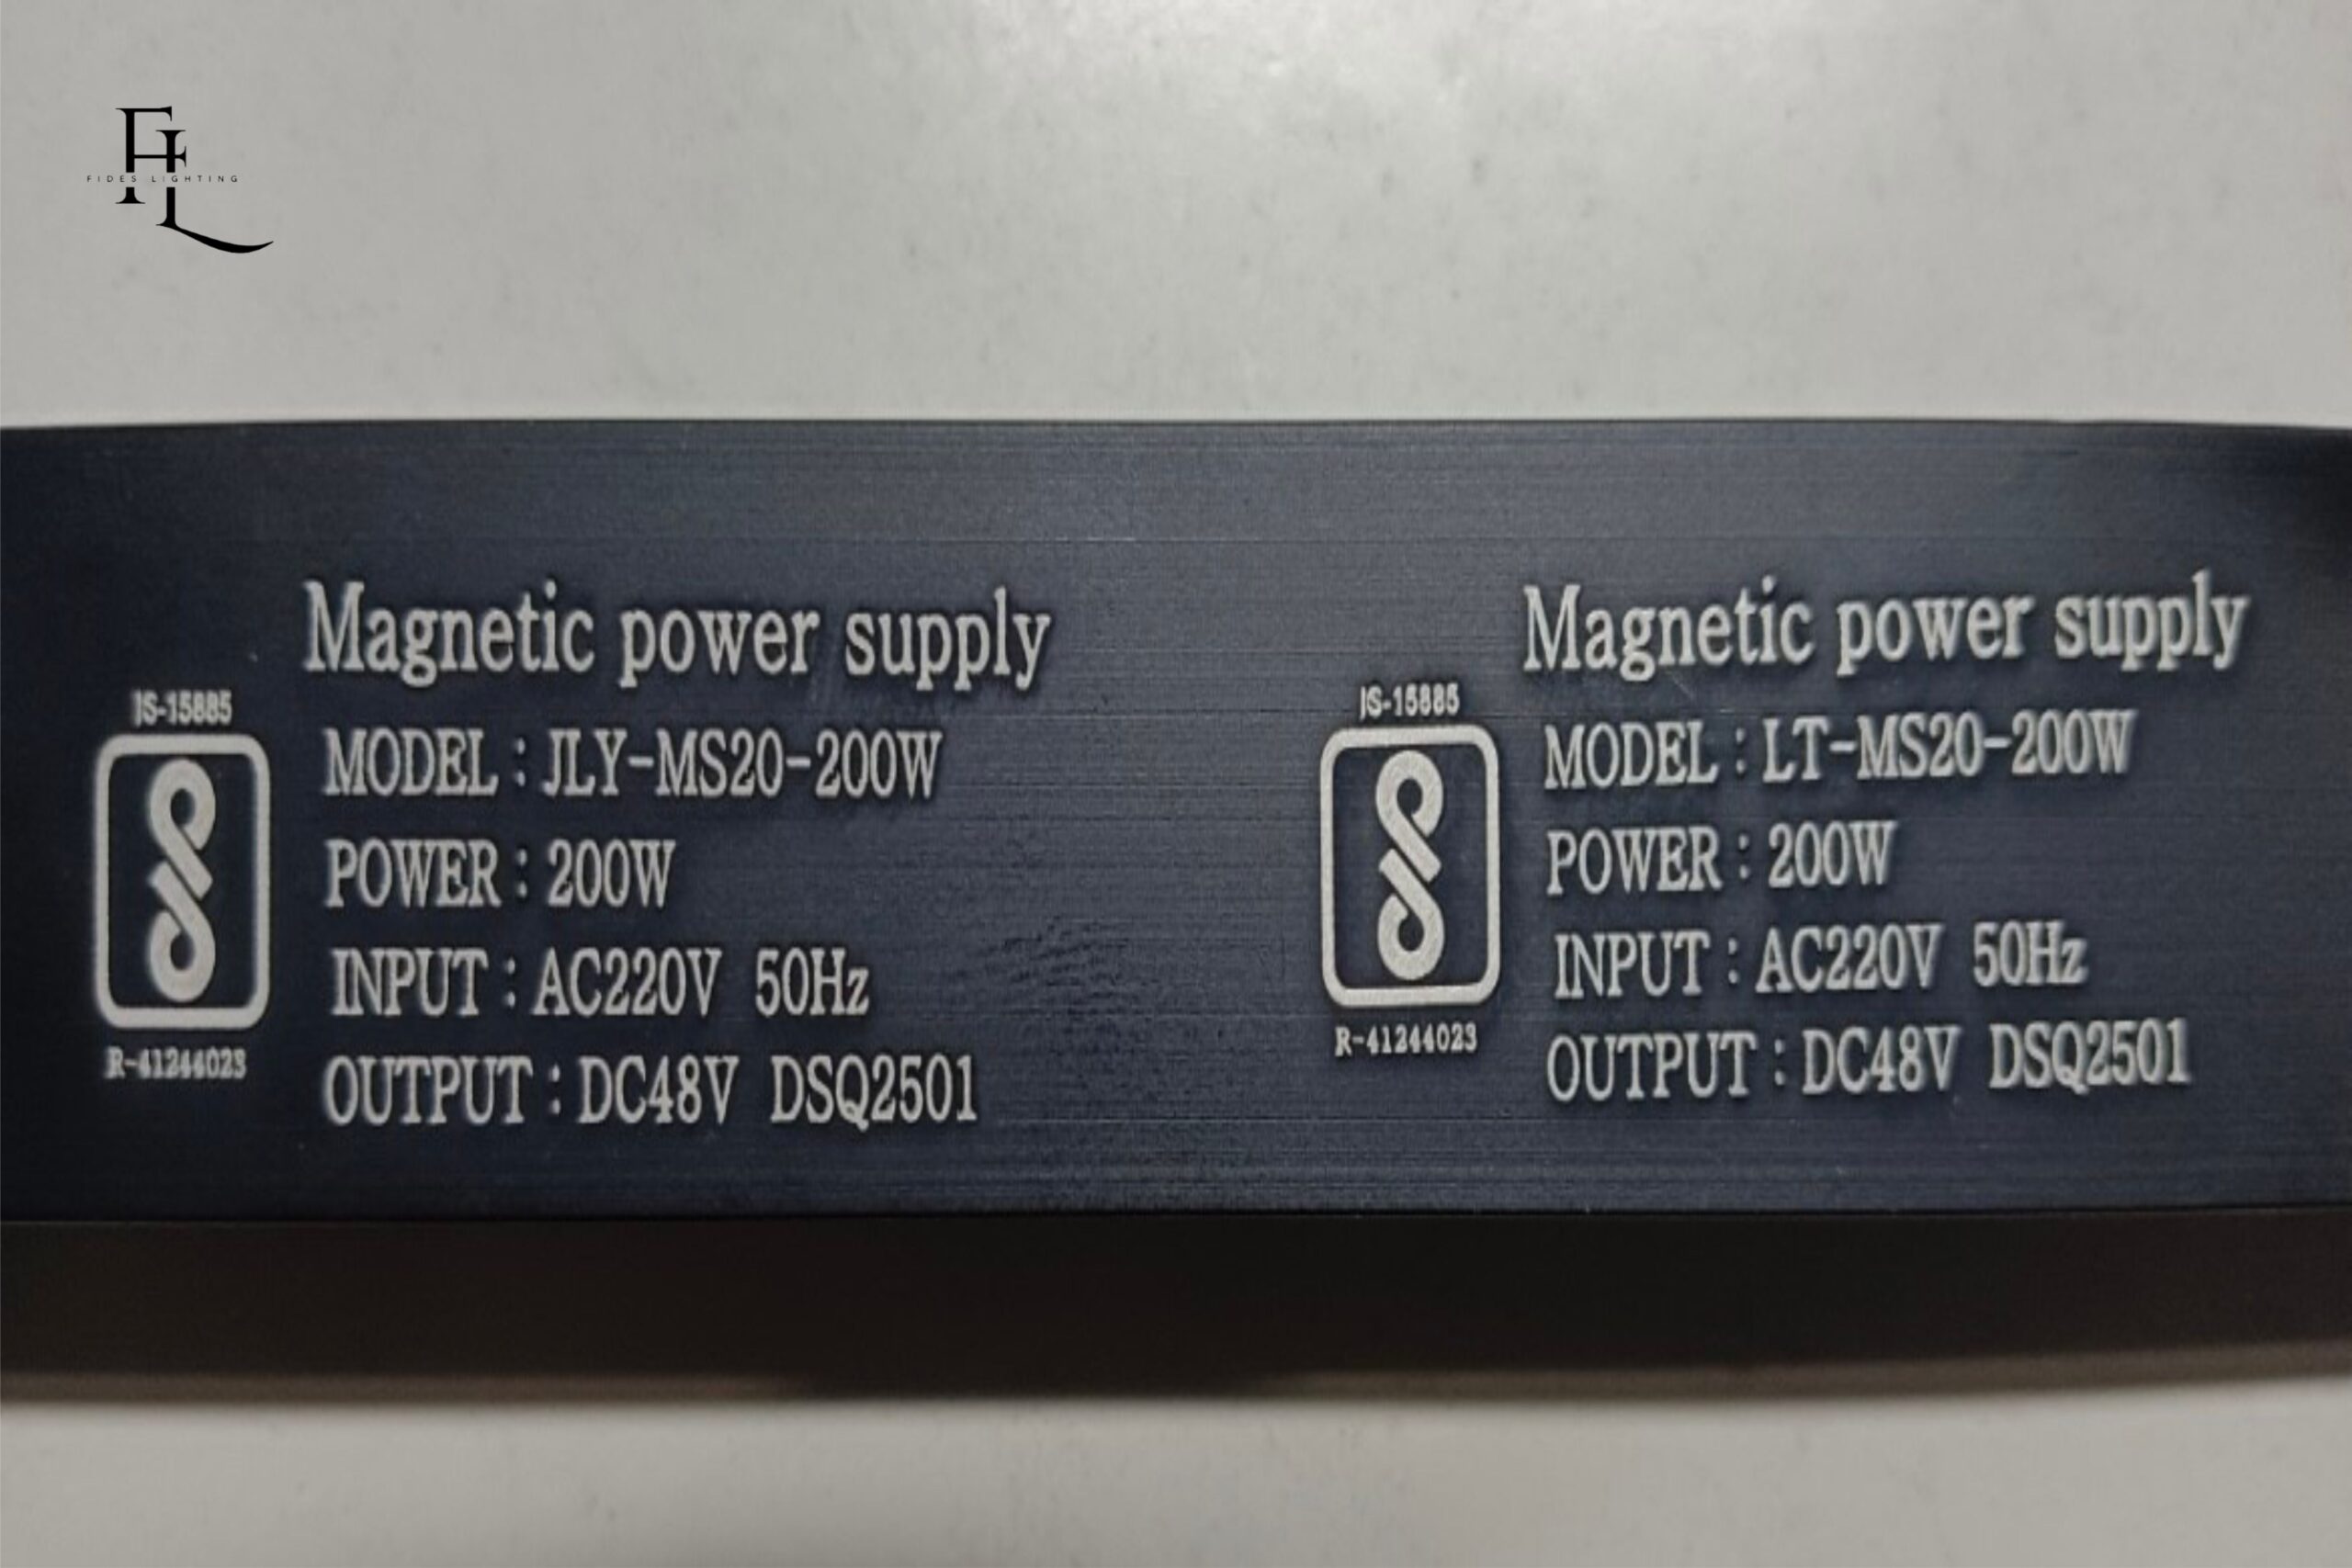 FL
FIDES LIGHTING
Magnetic power supply
IS-15885
MODEL : JLY-MS20-200W
POWER : 200W
INPUT : AC220V 50Hz
R-41244023
OUTPUT : DC48V DSQ2501
Magnetic power supply
IS-15885
MODEL : LT-MS20-200W
POWER : 200W
INPUT : AC220V 50Hz
R-41244023
OUTPUT : DC48V DSQ2501